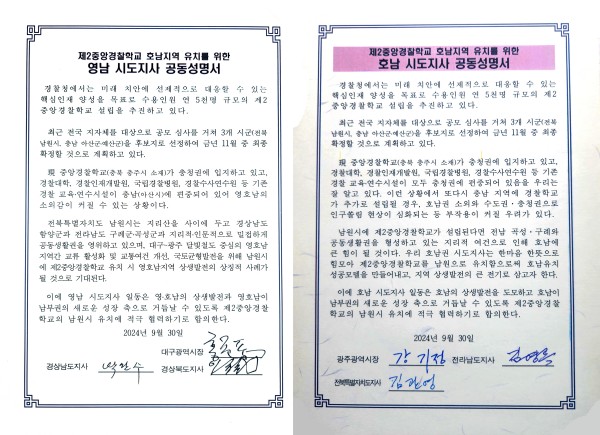 제2중앙경찰학교 호남지역 유치를 위한
영남 시도지사 공동성명서
경찰청에서는 미래 치안에 선제적으로 대응할 수 있는
핵심인재 양성을 목표로 수용인원 연 5천명 규모의 제2
중앙경찰학교 설립을 추진하고 있다.
최근 전국 지자체를 대상으로 공모 심사를 거쳐 3개 시군(전북
남원시, 충남 아산군·예산군)을 후보지로 선정하여 금년 11월 중 최종
확정할 것으로 계획하고 있다.
現 중앙경찰학교(충북 충주시 소재)가 충청권에 입지하고 있고,
경찰대학, 경찰인재개발원, 국립경찰병원, 경찰수사연수원 등 기존
경찰 교육·연수시설이 충남(아산시)에 편중되어 있어 영호남의
소외감이 커질 수 있는 상황이다.
전북특별자치도 남원시는 지리산을 사이에 두고 경상남도
함양군과 전라남도 구례군·곡성군과 지리적·인문적으로 밀접하게
공동생활권을 영위하고 있으며, 대구-광주 달빛철도 중심의 영호남
지역간 교류 활성화 및 교통여건 개선, 국토균형발전을 위해 남원시
에 제2중앙경찰학교 유치 시 영호남지역 상생발전의 상징적 사례가
될 것으로 기대된다.
이에 영남 시도지사 일동은 영·호남의 상생발전과 영호남이
남부권의 새로운 성장 축으로 거듭날 수 있도록 제2중앙경찰
학교의 남원시 유치에 적극 협력하기로 합의한다.
2024년 9월 30일
대구광역시장
경상남도지사 박완수 경상북도지사
제2중앙경찰학교 호남지역 유치를 위한
호남 시도지사 공동성명서
경찰청에서는 미래 치안에 선제적으로 대응할 수 있는
핵심인재 양성을 목표로 수용인원 연 5천명 규모의 제2
중앙경찰학교 설립을 추진하고 있다.
최근 전국 지자체를 대상으로 공모 심사를 거쳐 3개 시군(전북
남원시, 충남 아산군·예산군)을 후보지로 선정하여 금년 11월 중 최종
확정할 것으로 계획하고 있다.
現 중앙경찰학교(충북 충주시 소재)가 충청권에 입지하고 있고,
경찰대학, 경찰인재개발원, 국립경찰병원, 경찰수사연수원 등 기존
경찰 교육·연수시설이 모두 충청권에 편중되어 있음을 우리는
잘 알고 있다. 이런 상황에서 또다시 충남 지역에 경찰학교
가 추가로 설립될 경우, 호남권 소외와 수도권·충청권으로
인구쏠림 현상이 심화되는 등 부작용이 커질 우려가 있다.
남원시에 제2중앙경찰학교가 설립된다면 전남 곡성·구례와
공동생활권을 형성하고 있는 지리적 여건으로 인해 호남에
큰 힘이 될 것이다. 우리 호남권 시도지사는 한마음 한뜻으로
힘모아 제2중앙경찰학교를 남원으로 유치함으로써 호남유치
성공모델을 만들어내고, 지역 상생발전의 큰 전기로 삼고자 한다.
이에 호남 시도지사 일동은 호남의 상생발전을 도모하고 호남이
남부권의 새로운 성장 축으로 거듭날 수 있도록 제2중앙경찰
학교의 남원시 유치에 적극 협력하기로 합의한다.
2024년 9월 30일
광주광역시장 강기정 전라남도지사 김영록
전북특별자치도지사 김관영